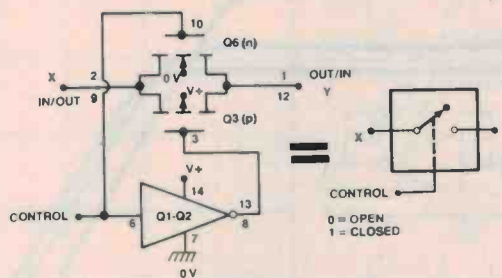 10
Q6 (n)
X
2
0 V
1
OUT/IN
IN/OUT
9
V+
12
Y
Q3 (p)
3
X
V+
14
13
CONTROL
CONTROL
6
Q1-Q2
8
7
0 = OPEN
1 = CLOSED
0 V